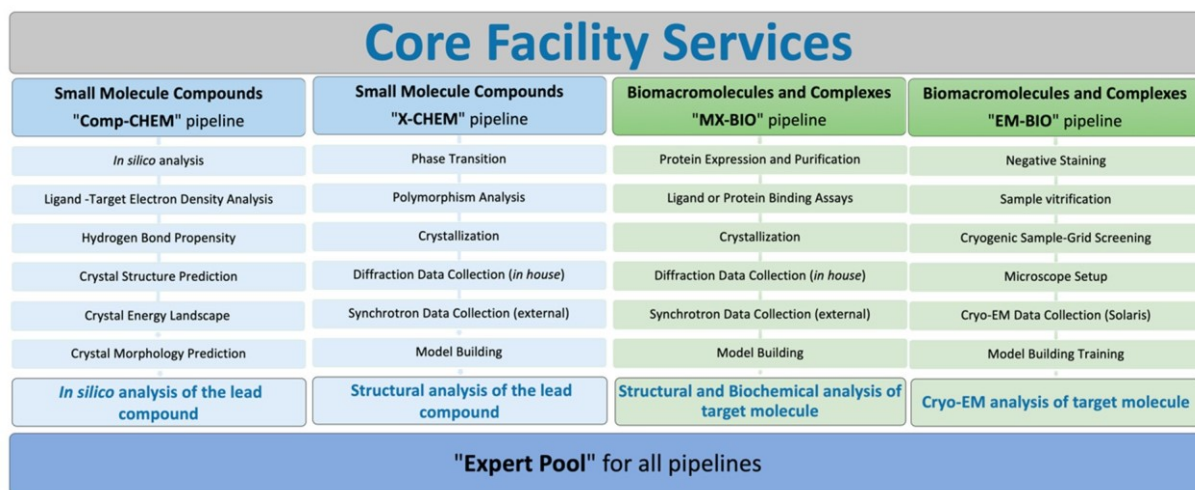 Core Facility Services
Small Molecule Compounds
"Comp-CHEM" pipeline
In silico analysis
Ligand -Target Electron Density Analysis
Hydrogen Bond Propensity
Crystal Structure Prediction
Crystal Energy Landscape
Crystal Morphology Prediction
In silico analysis of the lead
compound
Small Molecule Compounds
"X-CHEM" pipeline
Phase Transition
Polymorphism Analysis
Crystallization
Diffraction Data Collection (in house)
Synchrotron Data Collection (external)
Model Building
Structural analysis of the lead
compound
Biomacromolecules and Complexes
"MX-BIO" pipeline
Protein Expression and Purification
Ligand or Protein Binding Assays
Crystallization
Diffraction Data Collection (in house)
Synchrotron Data Collection (external)
Model Building
Structural and Biochemical analysis of
target molecule
Biomacromolecules and Complexes
"EM-BIO" pipeline
Negative Staining
Sample vitrification
Cryogenic Sample-Grid Screening
Microscope Setup
Cryo-EM Data Collection (Solaris)
Model Building Training
Cryo-EM analysis of target molecule
"Expert Pool" for all pipelines